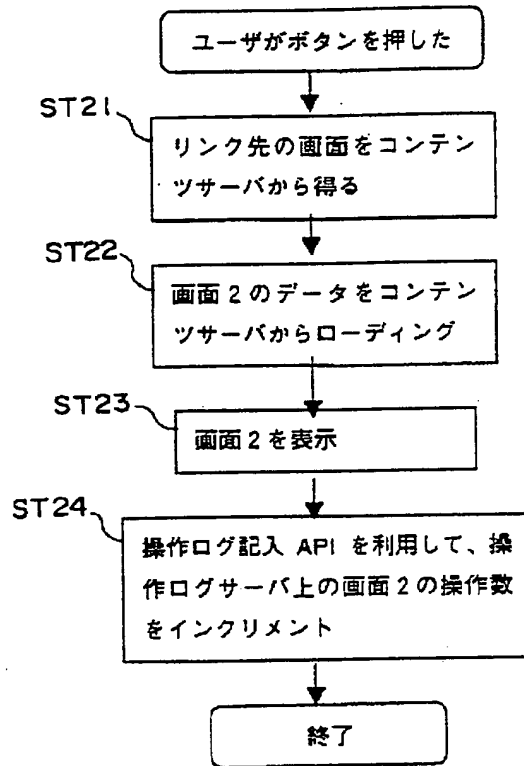 ユーザがボタンを押した
ST21
リンク先の画面をコンテン
ツサーバから得る
ST22
画面2のデータをコンテン
ツサーバからローディング
ST23
画面2を表示
ST24
操作ログ記入 API を利用して、操
作ログサーバ上の画面2の操作数
をインクリメント
終了